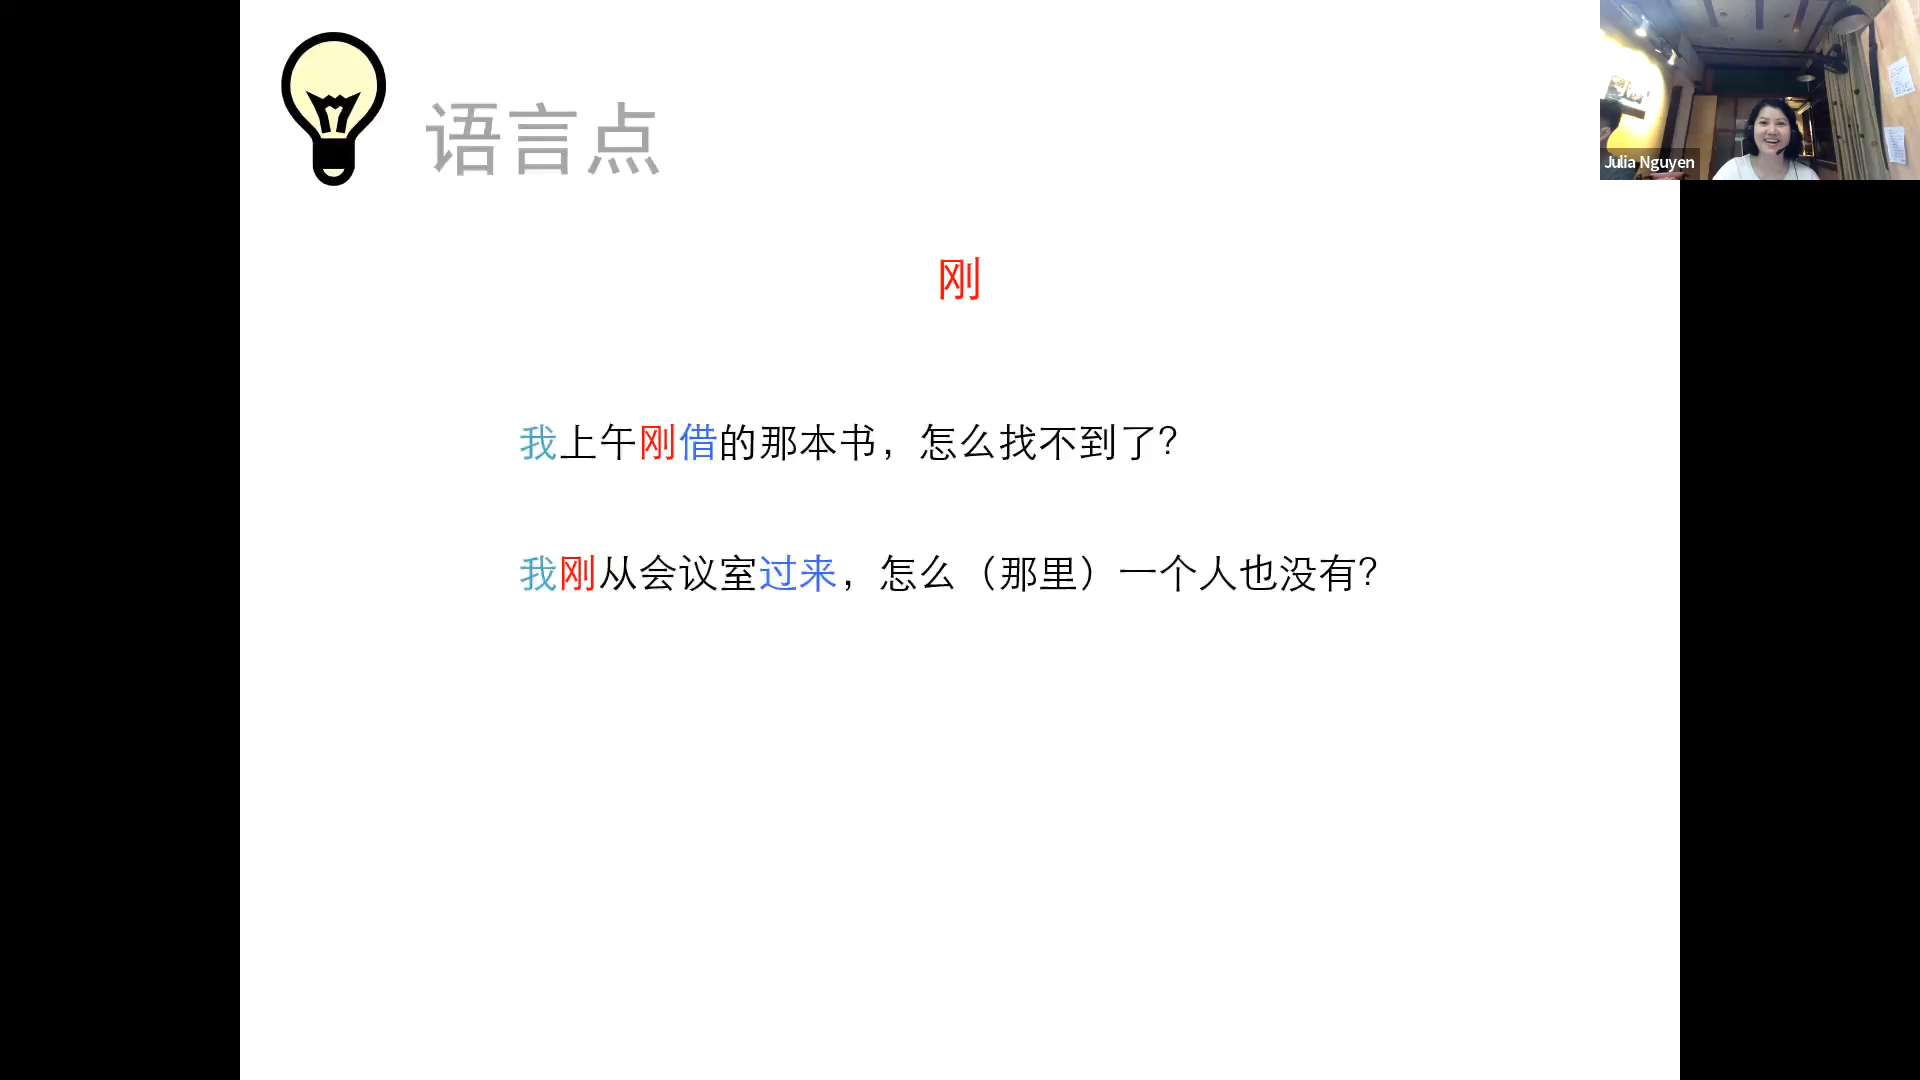 语言点
Julia Nguyen
刚
我上午刚借的那本书，怎么找不到了？
我刚从会议室过来，怎么（那里）一个人也没有？